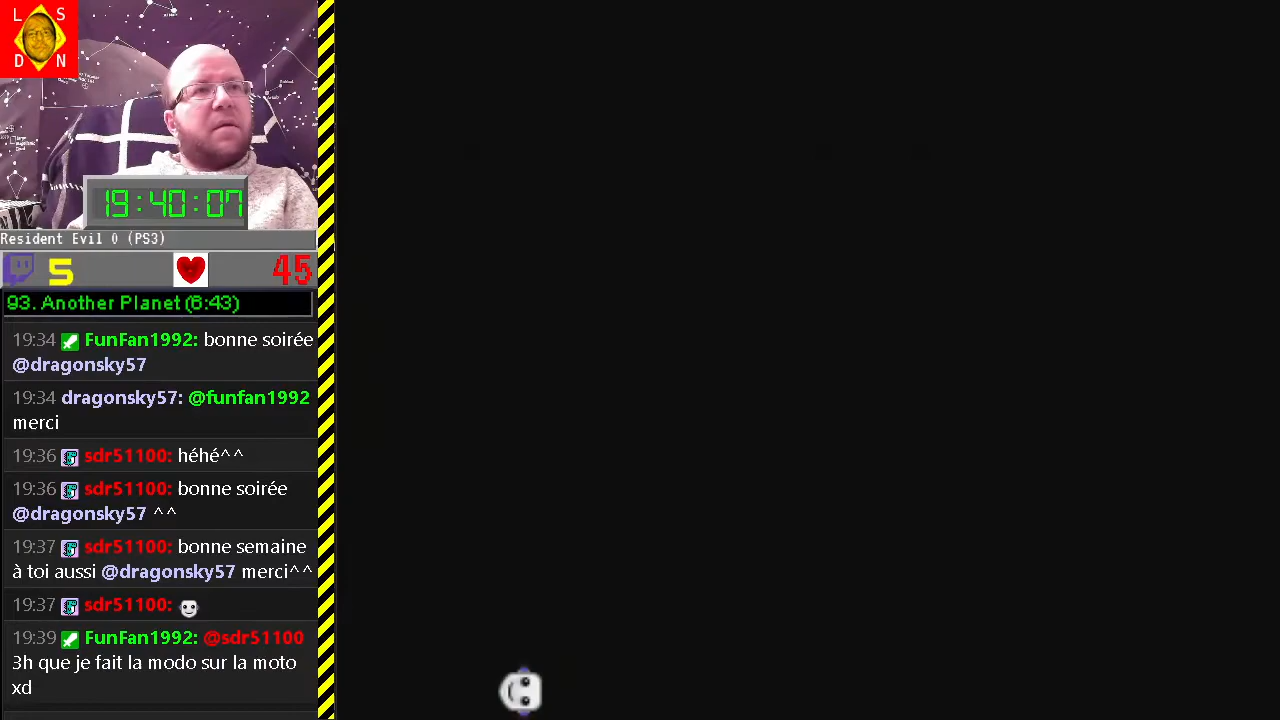 L S
D N
19:40:07
Resident Evil 0 (PS3)
5 45
93. Another Planet (6:43)
19:34 FunFan1992: bonne soirée
@dragonsky57
19:34 dragonsky57: @funfan1992
merci
19:36 sdr51100: héhé^^
19:36 sdr51100: bonne soirée
@dragonsky57 ^^
19:37 sdr51100: bonne semaine
à toi aussi @dragonsky57 merci^^
19:37 sdr51100:
19:39 FunFan1992: @sdr51100
3h que je fait la modo sur la moto
xd